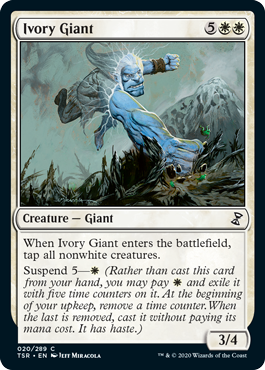 Ivory Giant 5
Creature — Giant
When Ivory Giant enters the battlefield,
tap all nonwhite creatures.
Suspend 5—(Rather than cast this card
from your hand, you may pay and exile it
with five time counters on it. At the beginning
of your upkeep, remove a time counter. When
the last is removed, cast it without paying its
mana cost. It has haste.)
3/4
020/289 C
TSR • EN Jeff Miracola
™ & © 2020 Wizards of the Coast